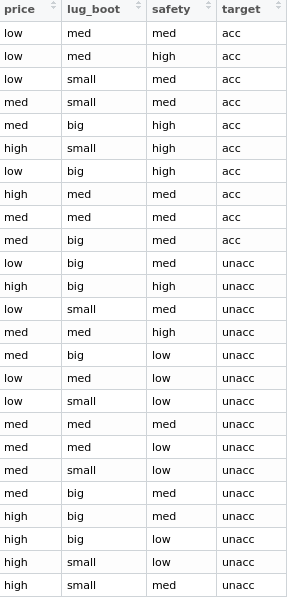 price lug_boot safety target
low med med acc
low med high acc
low small med acc
med small med acc
med big high acc
high small high acc
low big high acc
high med med acc
med med med acc
med big med acc
low big med unacc
high big high unacc
low small med unacc
med med high unacc
med big low unacc
low med low unacc
low small low unacc
med med med unacc
med med low unacc
med small low unacc
med big med unacc
high big med unacc
high big low unacc
high small low unacc
high small med unacc